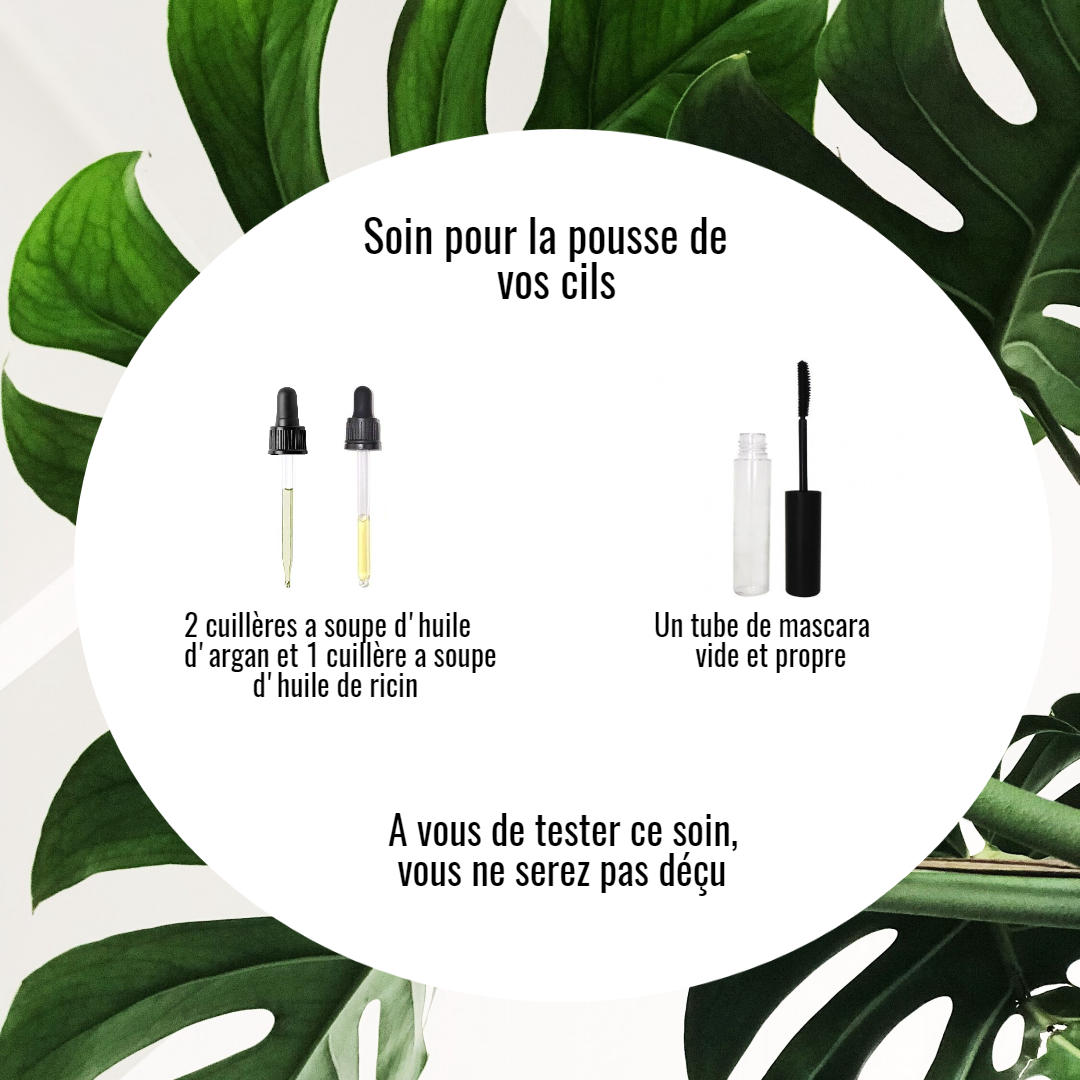 Soin pour la pousse de
vos cils
2 cuillères a soupe d'huile
d'argan et 1 cuillère a soupe
d'huile de ricin
Un tube de mascara
vide et propre
A vous de tester ce soin,
vous ne serez pas déçu